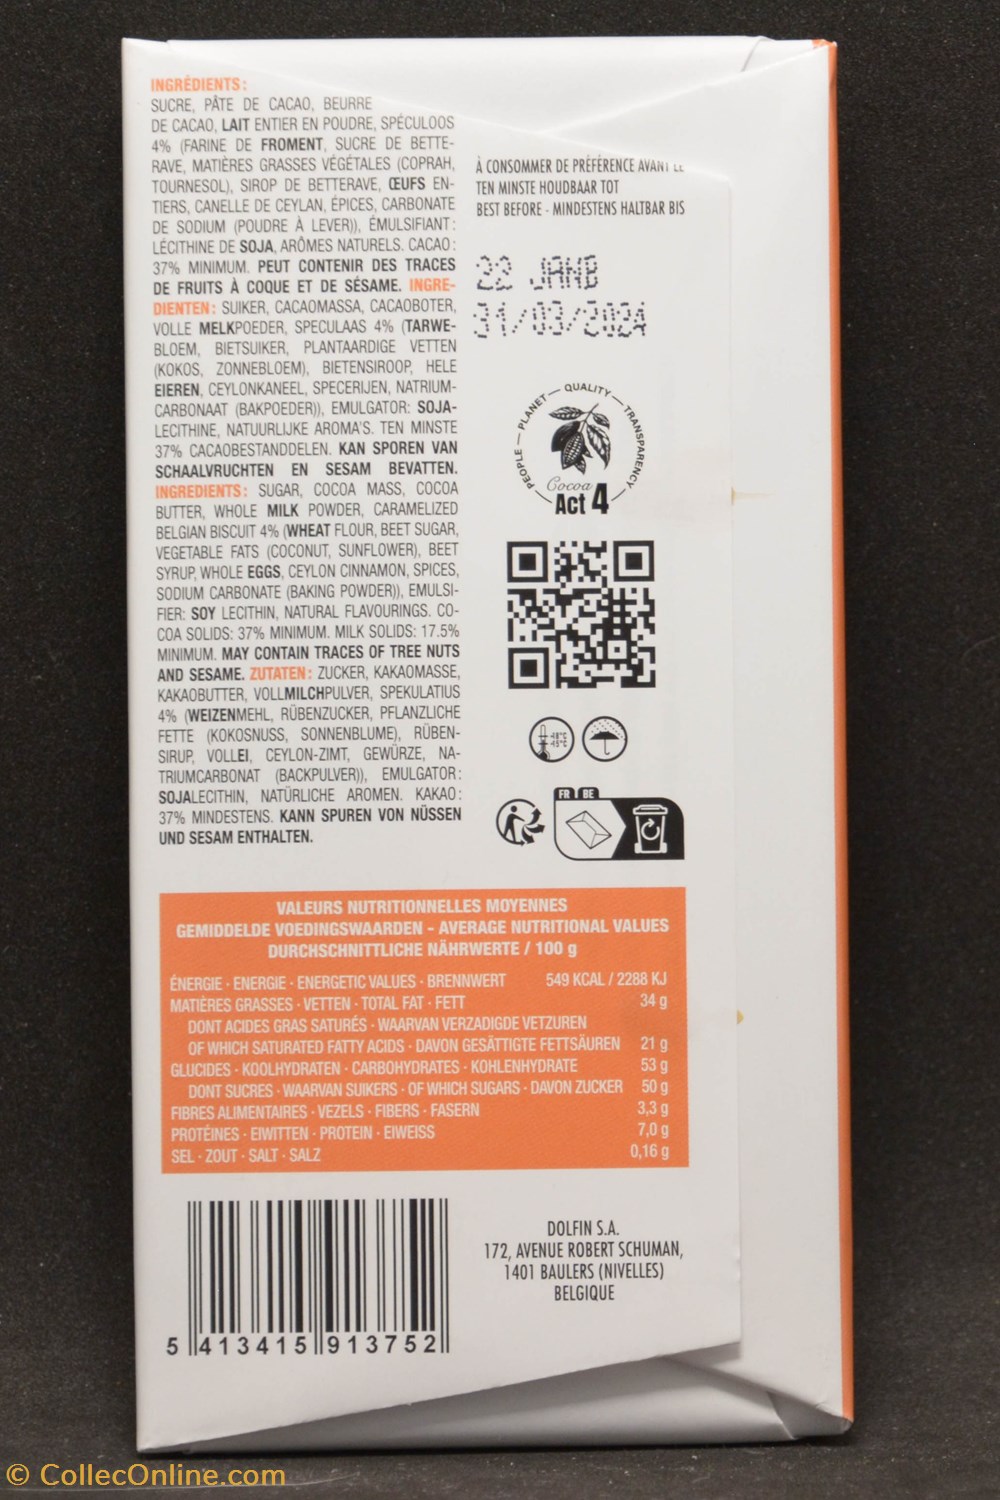 INGRÉDIENTS:
SUCRE, PÂTE DE CACAO, BEURRE
DE CACAO, LAIT ENTIER EN POUDRE, SPÉCULOOS
4% (FARINE DE FROMENT, SUCRE DE BETTE-
RAVE, MATIÈRES GRASSES VÉGÉTALES (COPRAH,
TOURNESOL), SIROP DE BETTERAVE, ŒUFS EN-
TIERS, CANELLE DE CEYLAN, ÉPICES, CARBONATE
DE SODIUM (POUDRE À LEVER)), ÉMULSIFIANT:
LÉCITHINE DE SOJA, ARÔMES NATURELS. CACAO:
37% MINIMUM. PEUT CONTENIR DES TRACES
DE FRUITS À COQUE ET DE SÉSAME. INGRE-
DIENTEN: SUIKER, CACAOMASSA, CACAOBOTER,
VOLLE MELKPOEDER, SPECULAAS 4% (TARWE-
BLOEM, BIETSUIKER, PLANTAARDIGE VETTEN
(KOKOS, ZONNEBLOEM), BIETENSIROOP, HELE
EIEREN, CEYLONKANEEL, SPECERIJEN, NATRIUM-
CARBONAAT (BAKPOEDER)), EMULGATOR: SOJA-
LECITHINE, NATUURLIJKE AROMA'S. TEN MINSTE
37% CACAOBESTANDDELEN. KAN SPOREN VAN
SCHAALVRUCHTEN EN SESAM BEVATTEN.
INGREDIENTS: SUGAR, COCOA MASS, COCOA
BUTTER, WHOLE MILK POWDER, CARAMELIZED
BELGIAN BISCUIT 4% (WHEAT FLOUR, BEET SUGAR,
VEGETABLE FATS (COCONUT, SUNFLOWER), BEET
SYRUP, WHOLE EGGS, CEYLON CINNAMON, SPICES,
SODIUM CARBONATE (BAKING POWDER)), EMULSI-
FIER: SOY LECITHIN, NATURAL FLAVOURINGS. CO-
COA SOLIDS: 37% MINIMUM. MILK SOLIDS: 17.5%
MINIMUM. MAY CONTAIN TRACES OF TREE NUTS
AND SESAME. ZUTATEN: ZUCKER, KAKAOMASSE,
KAKAOBUTTER, VOLLMILCHPULVER, SPEKULATIUS
4% (WEIZENMEHL, RÜBENZUCKER, PFLANZLICHE
FETTE (KOKOSNUSS, SONNENBLUME), RÜBEN-
SIRUP, VOLLEI, CEYLON-ZIMT, GEWÜRZE, NA-
TRIUMCARBONAT (BACKPULVER)), EMULGATOR:
SOJALECITHIN, NATÜRLICHE AROMEN. KAKAO:
37% MINDESTENS. KANN SPUREN VON NÜSSEN
UND SESAM ENTHALTEN.
À CONSOMMER DE PRÉFÉRENCE AVANT LE
TEN MINSTE HOUDBAAR TOT
BEST BEFORE - MINDESTENS HALTBAR BIS
22 JANB
31/03/2024
PEOPLE — PLANET — QUALITY — TRANSPARENCY
Cocoa
Act 4
18°C
15°C
FR BE
VALEURS NUTRITIONNELLES MOYENNES
GEMIDDELDE VOEDINGSWAARDEN - AVERAGE NUTRITIONAL VALUES
DURCHSCHNITTLICHE NÄHRWERTE / 100 g
ÉNERGIE · ENERGIE · ENERGETIC VALUES · BRENNWERT 549 KCAL / 2288 KJ
MATIÈRES GRASSES · VETTEN · TOTAL FAT · FETT 34 g
DONT ACIDES GRAS SATURÉS · WAARVAN VERZADIGDE VETZUREN
OF WHICH SATURATED FATTY ACIDS · DAVON GESÄTTIGTE FETTSÄUREN 21 g
GLUCIDES · KOOLHYDRATEN · CARBOHYDRATES · KOHLENHYDRATE 53 g
DONT SUCRES · WAARVAN SUIKERS · OF WHICH SUGARS · DAVON ZUCKER 50 g
FIBRES ALIMENTAIRES · VEZELS · FIBERS · FASERN 3,3 g
PROTÉINES · EIWITTEN · PROTEIN · EIWEISS 7,0 g
SEL · ZOUT · SALT · SALZ 0,16 g
5 413415 913752
DOLFIN S.A.
172, AVENUE ROBERT SCHUMAN,
1401 BAULERS (NIVELLES)
BELGIQUE
© CollecOnline.com